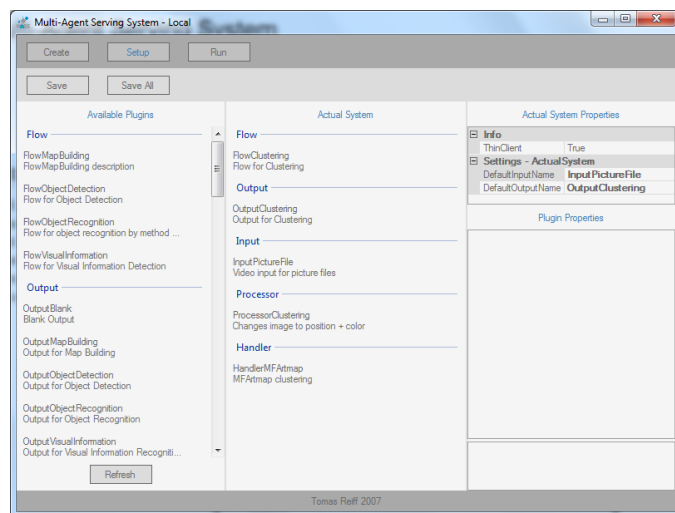 Multi-Agent Serving System - Local
Create
Setup
Run
Save
Save All
Available Plugins
Flow
FlowMapBuilding
FlowMapBuilding description
FlowObjectDetection
Flow for Object Detection
FlowObjectRecognition
Flow for object recognition by method ...
FlowVisualInformation
Flow for Visual Information Detection
Output
OutputBlank
Blank Output
OutputMapBuilding
Output for Map Building
OutputObjectDetection
Output for Object Detection
OutputObjectRecognition
Output for Object Recognition
OutputVisualInformation
Output for Visual Information Recogniti...
Refresh
Actual System
Flow
FlowClustering
Flow for Clustering
Output
OutputClustering
Output for Clustering
Input
InputPictureFile
Video input for picture files
Processor
ProcessorClustering
Changes image to position + color
Handler
HandlerMFArtmap
MFArtmap clustering
Actual System Properties
Info
ThinClient True
Settings - ActualSystem
DefaultInputName InputPictureFile
DefaultOutputName OutputClustering
Plugin Properties
Tomas Reiff 2007